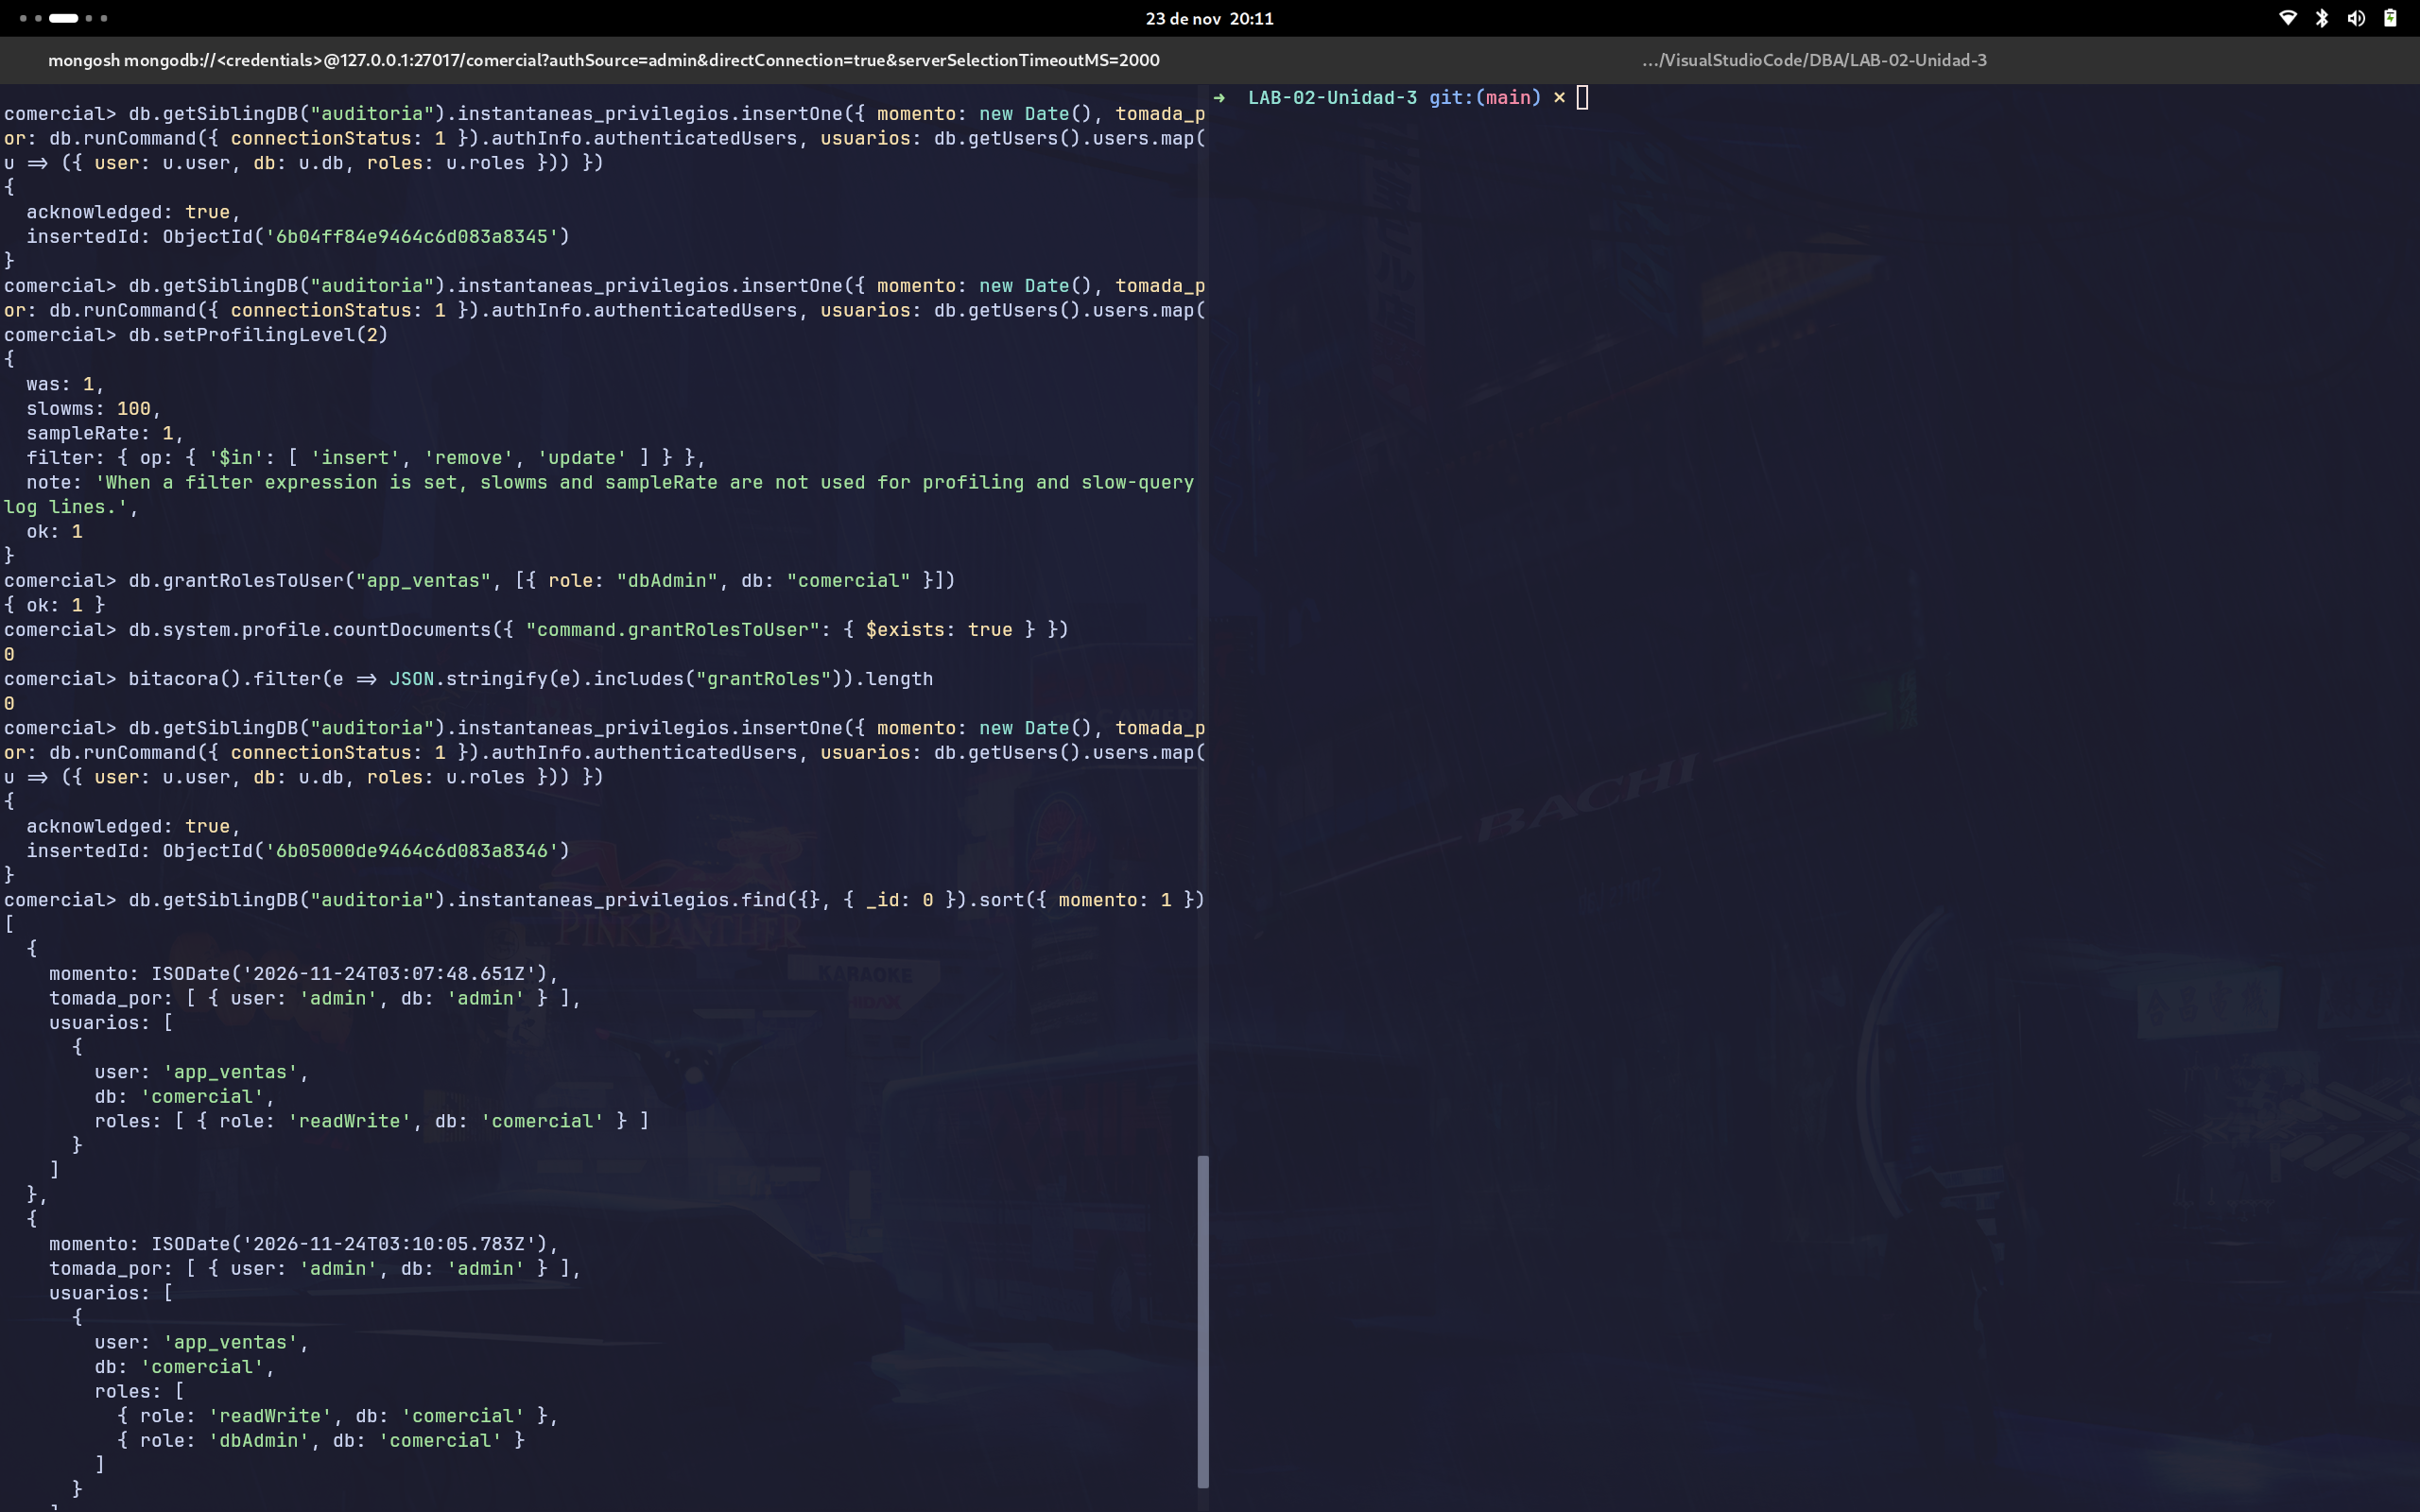 23 de nov 20:11
mongosh mongodb://<credentials>@127.0.0.1:27017/comercial?authSource=admin&directConnection=true&serverSelectionTimeoutMS=2000
…/VisualStudioCode/DBA/LAB-02-Unidad-3
comercial> db.getSiblingDB("auditoria").instantaneas_privilegios.insertOne({ momento: new Date(), tomada_p
or: db.runCommand({ connectionStatus: 1 }).authInfo.authenticatedUsers, usuarios: db.getUsers().users.map(
u => ({ user: u.user, db: u.db, roles: u.roles })) })
{
  acknowledged: true,
  insertedId: ObjectId('6b04ff84e9464c6d083a8345')
}
comercial> db.getSiblingDB("auditoria").instantaneas_privilegios.insertOne({ momento: new Date(), tomada_p
or: db.runCommand({ connectionStatus: 1 }).authInfo.authenticatedUsers, usuarios: db.getUsers().users.map(
comercial> db.setProfilingLevel(2)
{
  was: 1,
  slowms: 100,
  sampleRate: 1,
  filter: { op: { '$in': [ 'insert', 'remove', 'update' ] } },
  note: 'When a filter expression is set, slowms and sampleRate are not used for profiling and slow-query
log lines.',
  ok: 1
}
comercial> db.grantRolesToUser("app_ventas", [{ role: "dbAdmin", db: "comercial" }])
{ ok: 1 }
comercial> db.system.profile.countDocuments({ "command.grantRolesToUser": { $exists: true } })
0
comercial> bitacora().filter(e => JSON.stringify(e).includes("grantRoles")).length
0
comercial> db.getSiblingDB("auditoria").instantaneas_privilegios.insertOne({ momento: new Date(), tomada_p
or: db.runCommand({ connectionStatus: 1 }).authInfo.authenticatedUsers, usuarios: db.getUsers().users.map(
u => ({ user: u.user, db: u.db, roles: u.roles })) })
{
  acknowledged: true,
  insertedId: ObjectId('6b05000de9464c6d083a8346')
}
comercial> db.getSiblingDB("auditoria").instantaneas_privilegios.find({}, { _id: 0 }).sort({ momento: 1 })
[
  {
    momento: ISODate('2026-11-24T03:07:48.651Z'),
    tomada_por: [ { user: 'admin', db: 'admin' } ],
    usuarios: [
      {
        user: 'app_ventas',
        db: 'comercial',
        roles: [ { role: 'readWrite', db: 'comercial' } ]
      }
    ]
  },
  {
    momento: ISODate('2026-11-24T03:10:05.783Z'),
    tomada_por: [ { user: 'admin', db: 'admin' } ],
    usuarios: [
      {
        user: 'app_ventas',
        db: 'comercial',
        roles: [
          { role: 'readWrite', db: 'comercial' },
          { role: 'dbAdmin', db: 'comercial' }
        ]
      }
➜ LAB-02-Unidad-3 git:(main) ×
BACHI
PINKPANTHER
KARAOKE